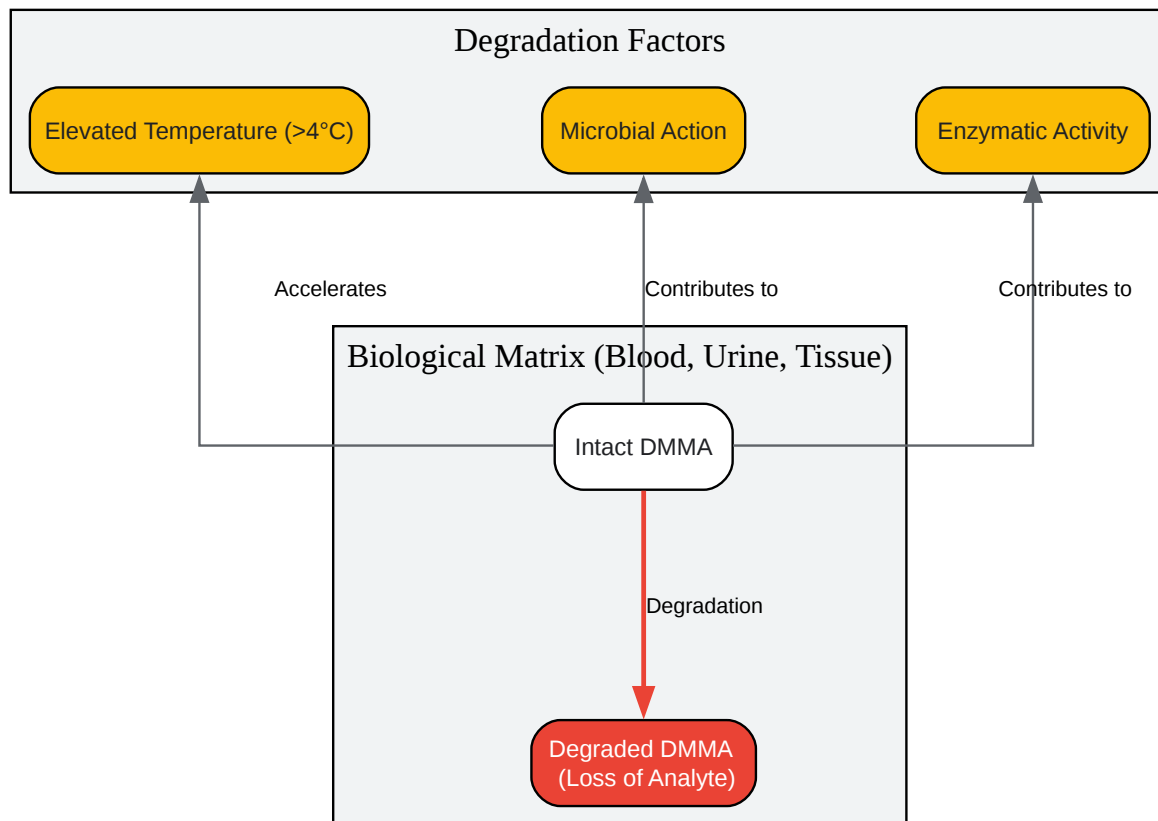 Degradation Factors
Elevated Temperature (>4°C)
Microbial Action
Enzymatic Activity
Accelerates
Contributes to
Contributes to
Biological Matrix (Blood, Urine, Tissue)
Intact DMMA
Degradation
Degraded DMMA
(Loss of Analyte)